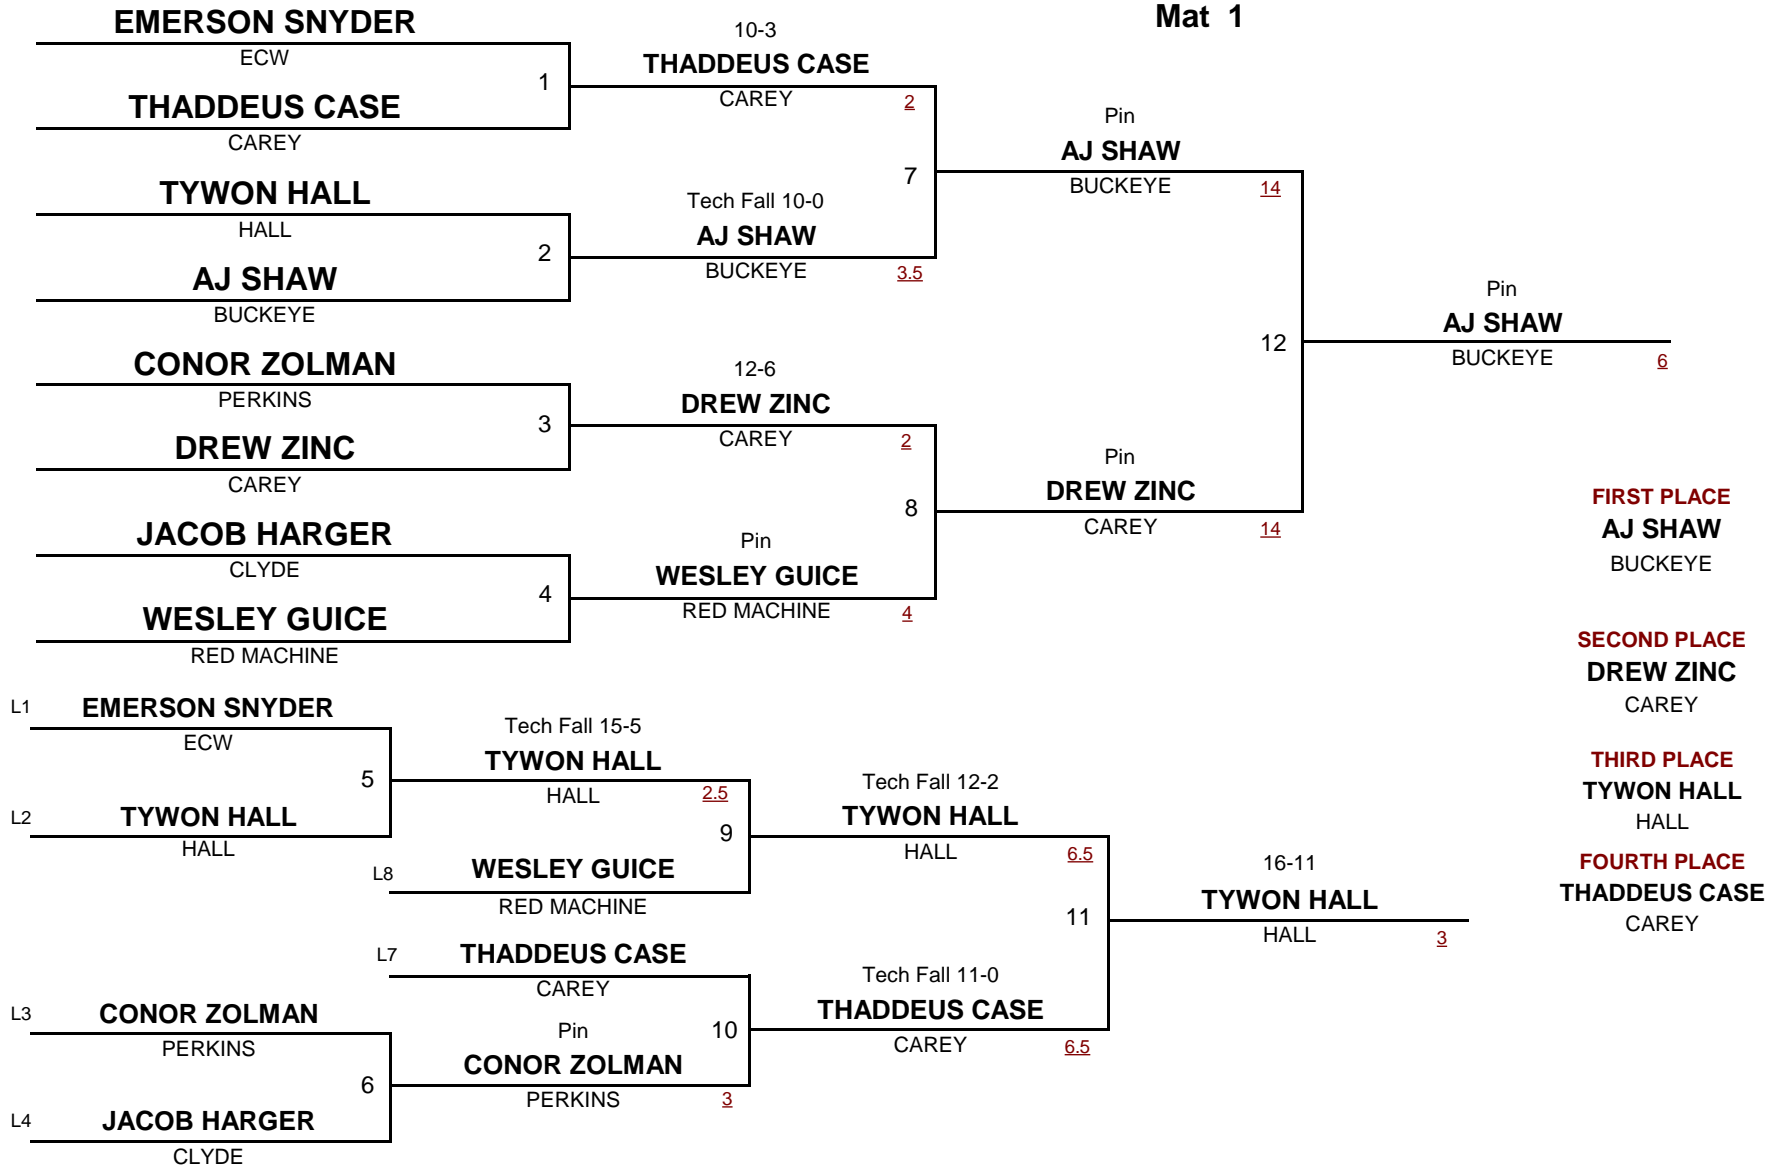 Mat 1
EMERSON SNYDER
ECW
1
THADDEUS CASE
CAREY
10-3
THADDEUS CASE
CAREY
2
TYWON HALL
HALL
2
AJ SHAW
BUCKEYE
Tech Fall 10-0
AJ SHAW
BUCKEYE
3.5
7
Pin
AJ SHAW
BUCKEYE
14
CONOR ZOLMAN
PERKINS
3
DREW ZINC
CAREY
12-6
DREW ZINC
CAREY
2
JACOB HARGER
CLYDE
4
WESLEY GUICE
RED MACHINE
Pin
WESLEY GUICE
RED MACHINE
4
8
Pin
DREW ZINC
CAREY
14
12
Pin
AJ SHAW
BUCKEYE
6
FIRST PLACE
AJ SHAW
BUCKEYE
SECOND PLACE
DREW ZINC
CAREY
THIRD PLACE
TYWON HALL
HALL
FOURTH PLACE
THADDEUS CASE
CAREY
L1
EMERSON SNYDER
ECW
5
L2
TYWON HALL
HALL
Tech Fall 15-5
TYWON HALL
HALL
2.5
9
L8
WESLEY GUICE
RED MACHINE
Tech Fall 12-2
TYWON HALL
HALL
6.5
L7
THADDEUS CASE
CAREY
L3
CONOR ZOLMAN
PERKINS
6
L4
JACOB HARGER
CLYDE
Pin
CONOR ZOLMAN
PERKINS
3
10
Tech Fall 11-0
THADDEUS CASE
CAREY
6.5
11
16-11
TYWON HALL
HALL
3